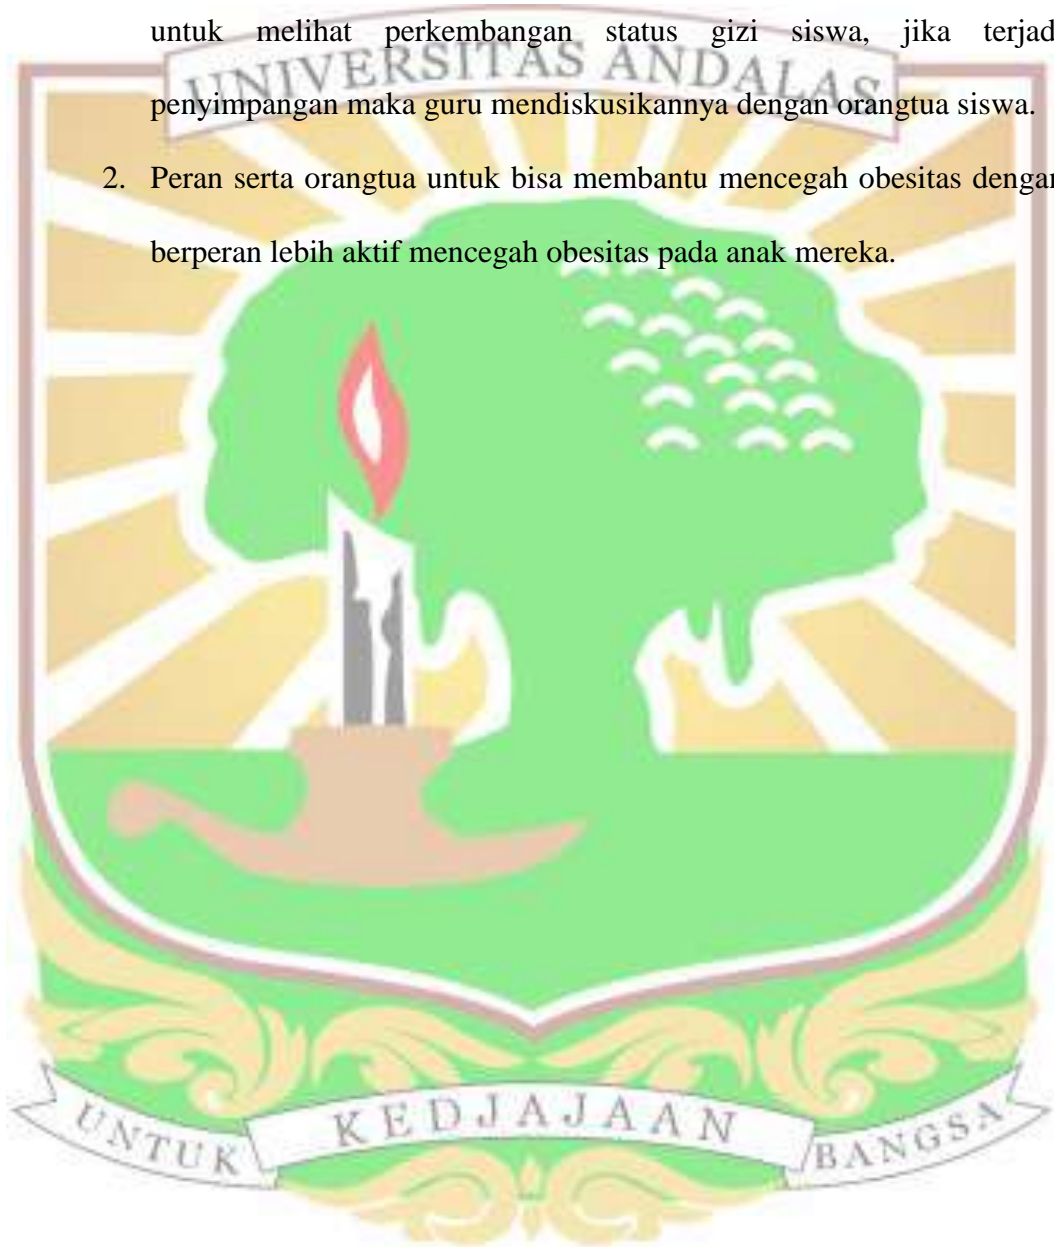 untuk melihat perkembangan status gizi siswa, jika terjad
UNIVERSITAS ANDALAS
penyimpangan maka guru mendiskusikannya dengan orangtua siswa.
2. Peran serta orangtua untuk bisa membantu mencegah obesitas dengan
berperan lebih aktif mencegah obesitas pada anak mereka.
UNTUK KEDJAJAAN BANGSA